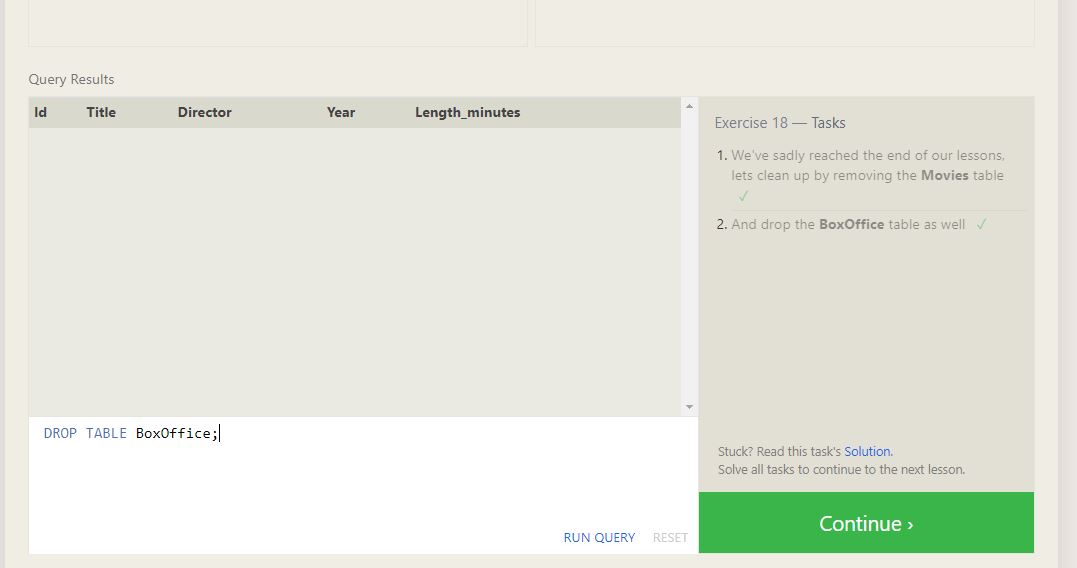 Query Results
Id Title Director Year Length_minutes
Exercise 18 — Tasks
1. We've sadly reached the end of our lessons,
lets clean up by removing the Movies table
✓
2. And drop the BoxOffice table as well ✓
Stuck? Read this task's Solution.
Solve all tasks to continue to the next lesson.
DROP TABLE BoxOffice;
RUN QUERY RESET
Continue ›